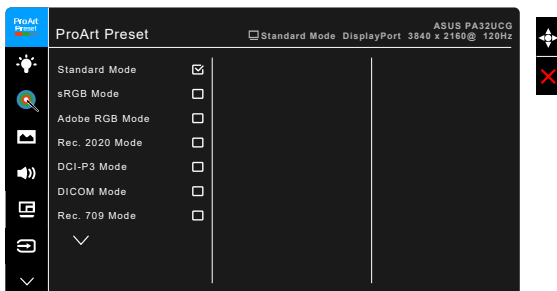 ProArt
Preset
ProArt Preset
ASUS PA32UCG
Standard Mode DisplayPort 3840 x 2160@ 120Hz
Standard Mode
sRGB Mode
Adobe RGB Mode
Rec. 2020 Mode
DCI-P3 Mode
DICOM Mode
Rec. 709 Mode